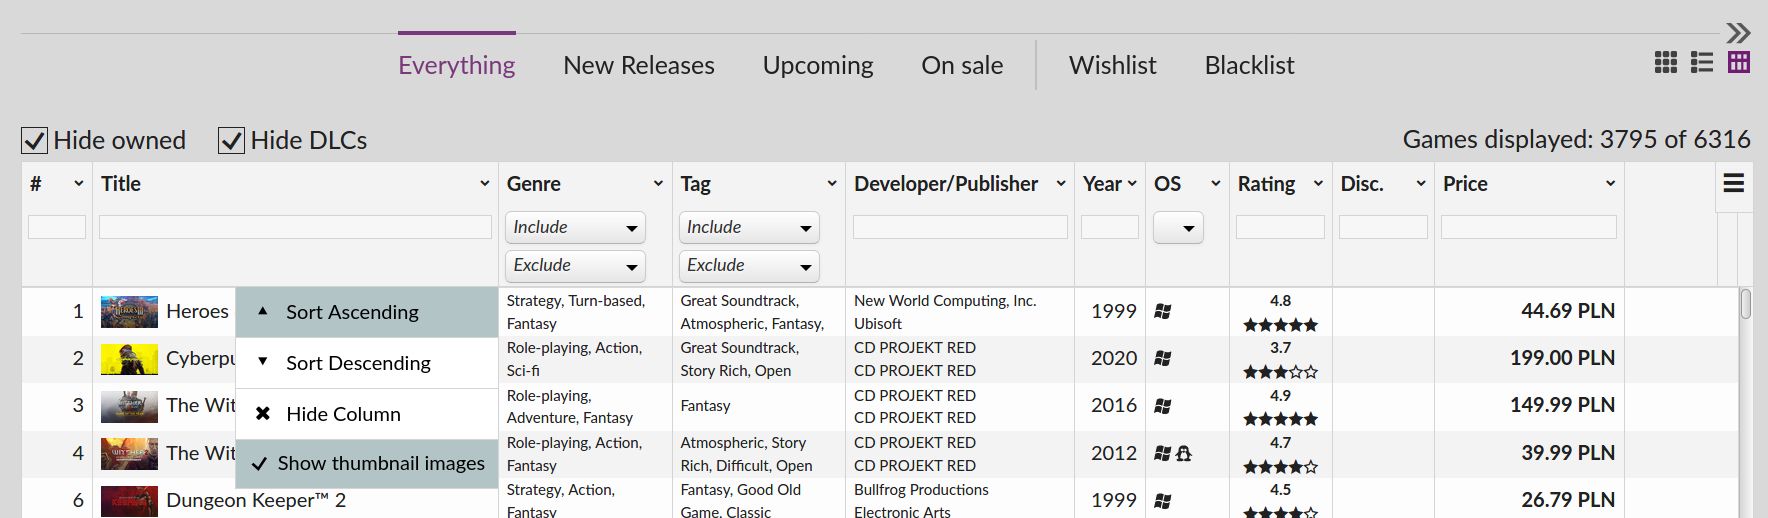 Everything New Releases Upcoming On sale Wishlist Blacklist
Hide owned Hide DLCs Games displayed: 3795 of 6316
# Title Genre Tag Developer/Publisher Year OS Rating Disc. Price
Include Include
Exclude Exclude
1 Heroes Strategy, Turn-based, Great Soundtrack, New World Computing, Inc. 1999 4.8 44.69 PLN
Sort Ascending Fantasy Atmospheric, Fantasy, Ubisoft
2 Cyberpu Role-playing, Action, Great Soundtrack, CD PROJEKT RED 2020 3.7 199.00 PLN
Sort Descending Sci-fi Story Rich, Open CD PROJEKT RED
3 The Wit Role-playing, Fantasy CD PROJEKT RED 2016 4.9 149.99 PLN
Hide Column Adventure, Fantasy CD PROJEKT RED
4 The Wit Role-playing, Action, Atmospheric, Story CD PROJEKT RED 2012 4.7 39.99 PLN
Show thumbnail images Fantasy Rich, Difficult, Open CD PROJEKT RED
6 Dungeon Keeper™ 2 Strategy, Action, Fantasy, Good Old Bullfrog Productions 1999 4.5 26.79 PLN
Fantasy Game, Classic Electronic Arts